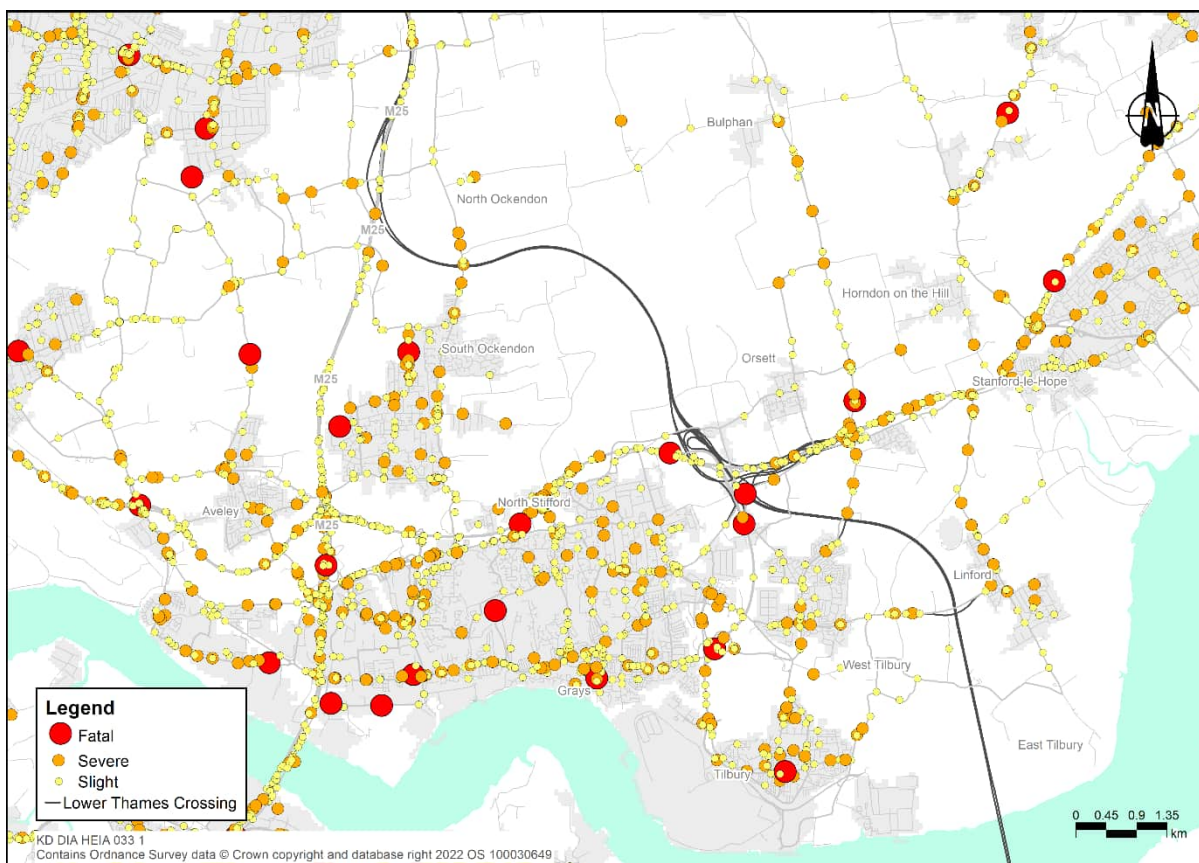 M25
Bulphan
North Ockendon
M25
Horndon on the Hill
South Ockendon
Orsett
M25
Stanford-le-Hope
North Stifford
Aveley
M25
Linford
West Tilbury
Grays
East Tilbury
Tilbury
Legend
Fatal
Severe
Slight
Lower Thames Crossing
N
0 0.45 0.9 1.35
km
KD DIA HEIA 033 1
Contains Ordnance Survey data © Crown copyright and database right 2022 OS 100030649